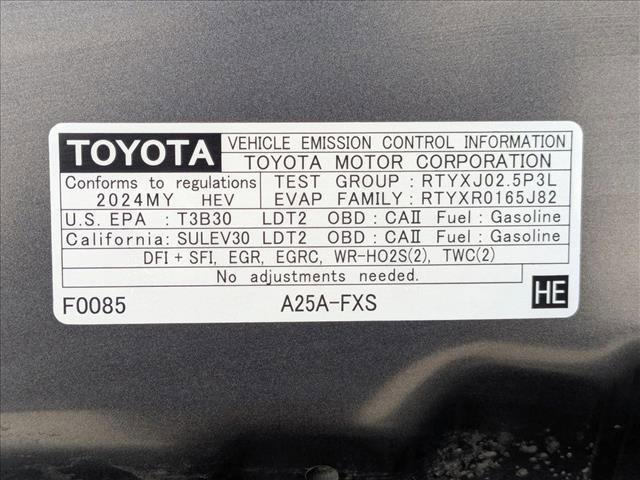 TOYOTA VEHICLE EMISSION CONTROL INFORMATION
TOYOTA MOTOR CORPORATION
Conforms to regulations TEST GROUP : RTYXJ02.5P3L
2024MY HEV EVAP FAMILY : RTYXR0165J82
U.S. EPA : T3B30 LDT2 OBD : CAII Fuel : Gasoline
California: SULEV30 LDT2 OBD : CAII Fuel : Gasoline
DFI + SFI, EGR, EGRC, WR-HO2S(2), TWC(2)
No adjustments needed.
F0085 A25A-FXS HE